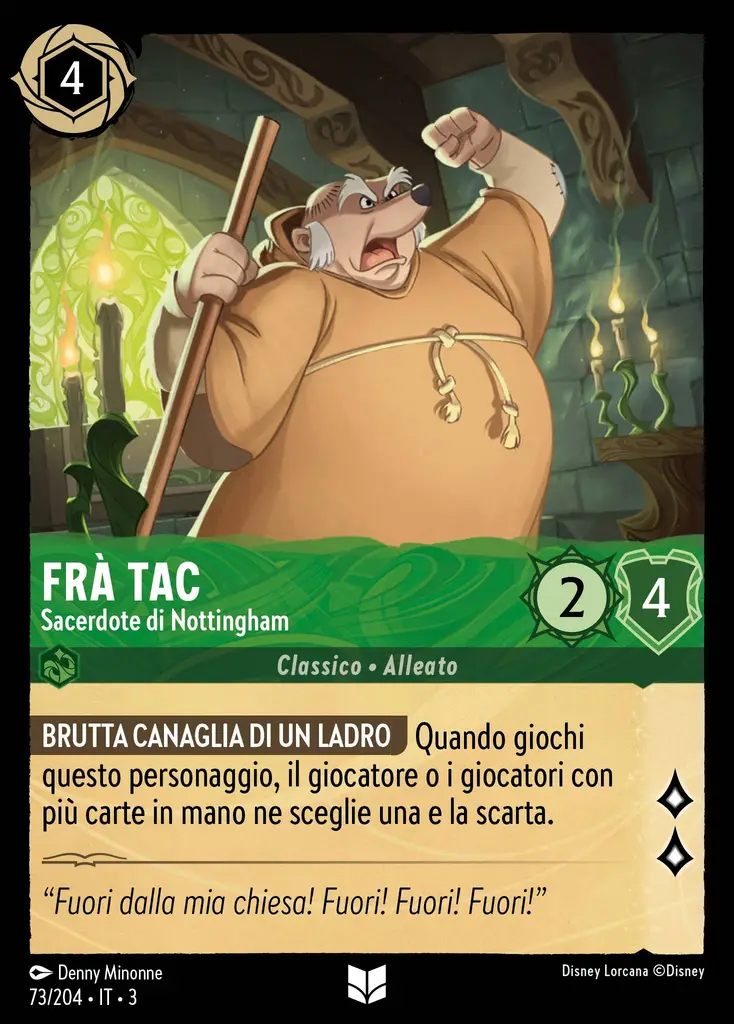 4
FRÀ TAC
Sacerdote di Nottingham
2
4
Classico • Alleato
BRUTTA CANAGLIA DI UN LADRO Quando giochi
questo personaggio, il giocatore o i giocatori con
più carte in mano ne sceglie una e la scarta.
“Fuori dalla mia chiesa! Fuori! Fuori! Fuori!”
Denny Minonne
Disney Lorcana ©Disney
73/204 • IT • 3